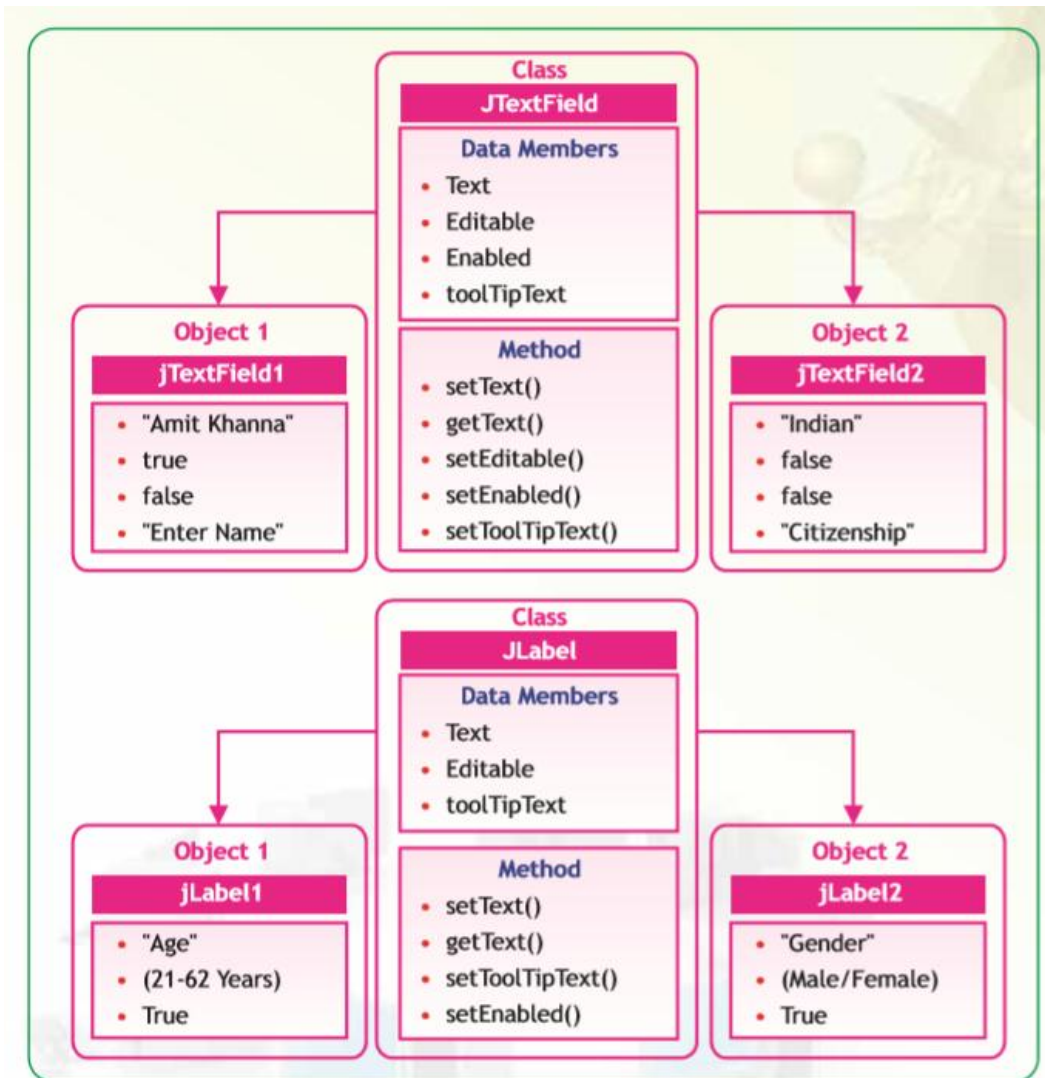 Class
JTextField
Data Members
• Text
• Editable
• Enabled
• toolTipText
Method
• setText()
• getText()
• setEditable()
• setEnabled()
• setToolTipText()
Object 1
jTextField1
• "Amit Khanna"
• true
• false
• "Enter Name"
Object 2
jTextField2
• "Indian"
• false
• false
• "Citizenship"
Class
JLabel
Data Members
• Text
• Editable
• toolTipText
Method
• setText()
• getText()
• setToolTipText()
• setEnabled()
Object 1
jLabel1
• "Age"
• (21-62 Years)
• True
Object 2
jLabel2
• "Gender"
• (Male/Female)
• True